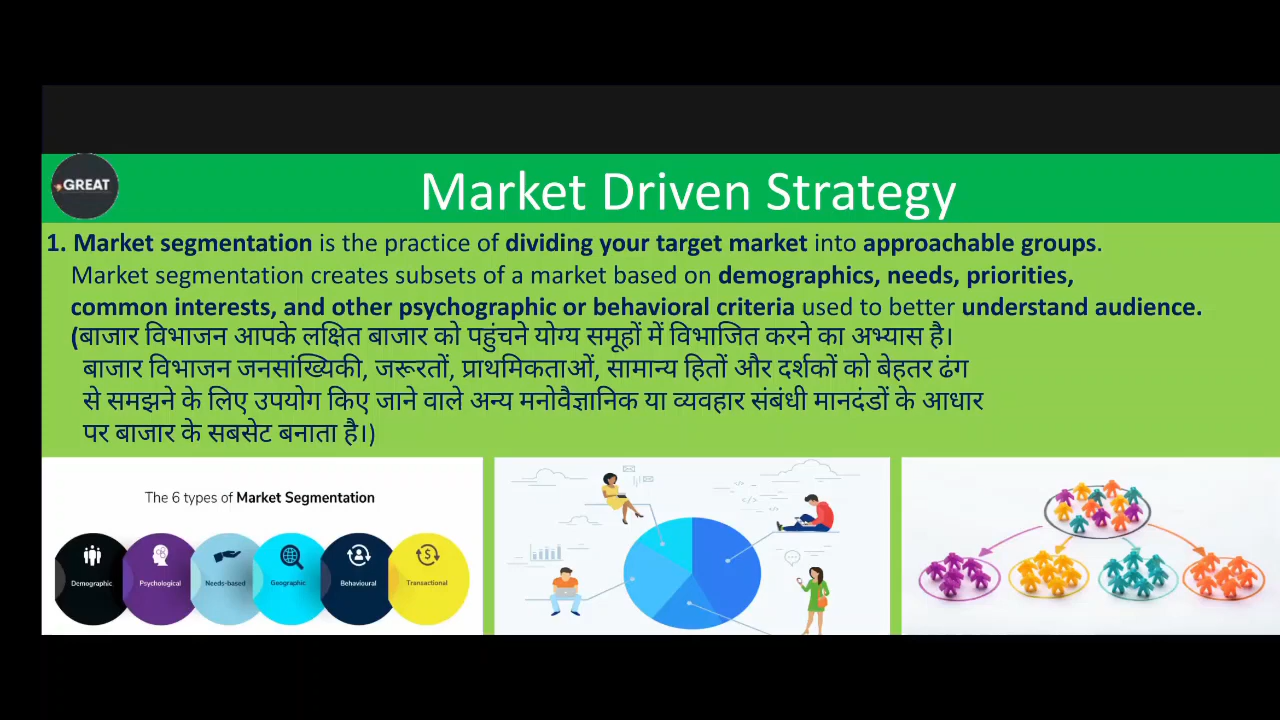 GREAT
Market Driven Strategy
1. Market segmentation is the practice of dividing your target market into approachable groups.
Market segmentation creates subsets of a market based on demographics, needs, priorities,
common interests, and other psychographic or behavioral criteria used to better understand audience.
(बाजार विभाजन आपके लक्षित बाजार को पहुंचने योग्य समूहों में विभाजित करने का अभ्यास है।
बाजार विभाजन जनसांख्यिकी, जरूरतों, प्राथमिकताओं, सामान्य हितों और दर्शकों को बेहतर ढंग
से समझने के लिए उपयोग किए जाने वाले अन्य मनोवैज्ञानिक या व्यवहार संबंधी मानदंडों के आधार
पर बाजार के सबसेट बनाता है।)
The 6 types of Market Segmentation
Demographic
Psychological
Needs-based
Geographic
Behavioural
Transactional